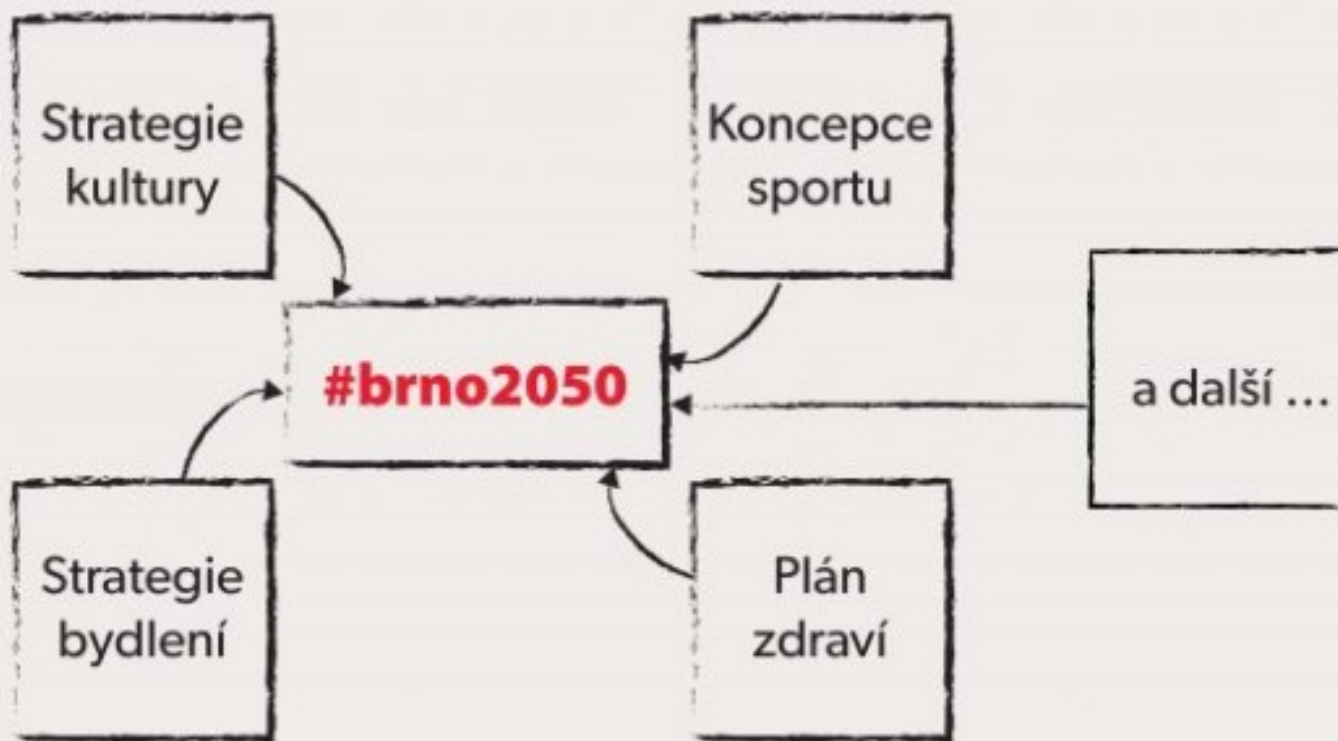 Strategie
kultury
Koncepce
sportu
#brno2050
a další ...
Strategie
bydlení
Plán
zdraví